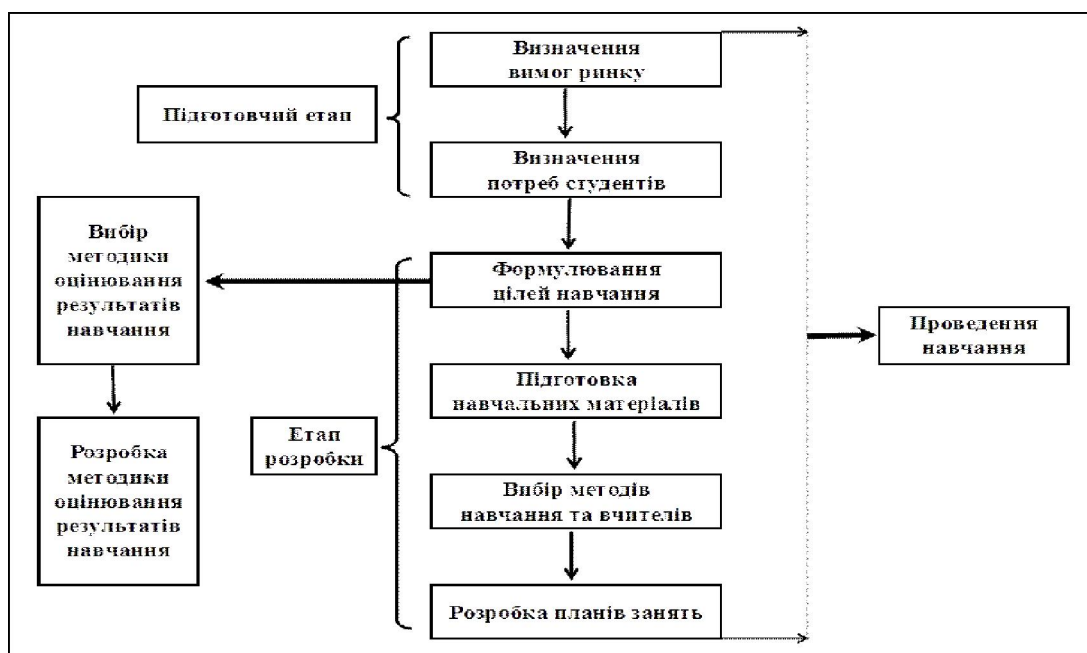 Визначення
вимог ринку
Підготовчий етап
Визначення
потреб студентів
Вибір
методики
оцінювання
результатів
навчання
Формулювання
цілей навчання
Проведення
навчання
Підготовка
навчальних матеріалів
Етап
розробки
Розробка
методики
оцінювання
результатів
навчання
Вибір методів
навчання та вчителів
Розробка планів занять